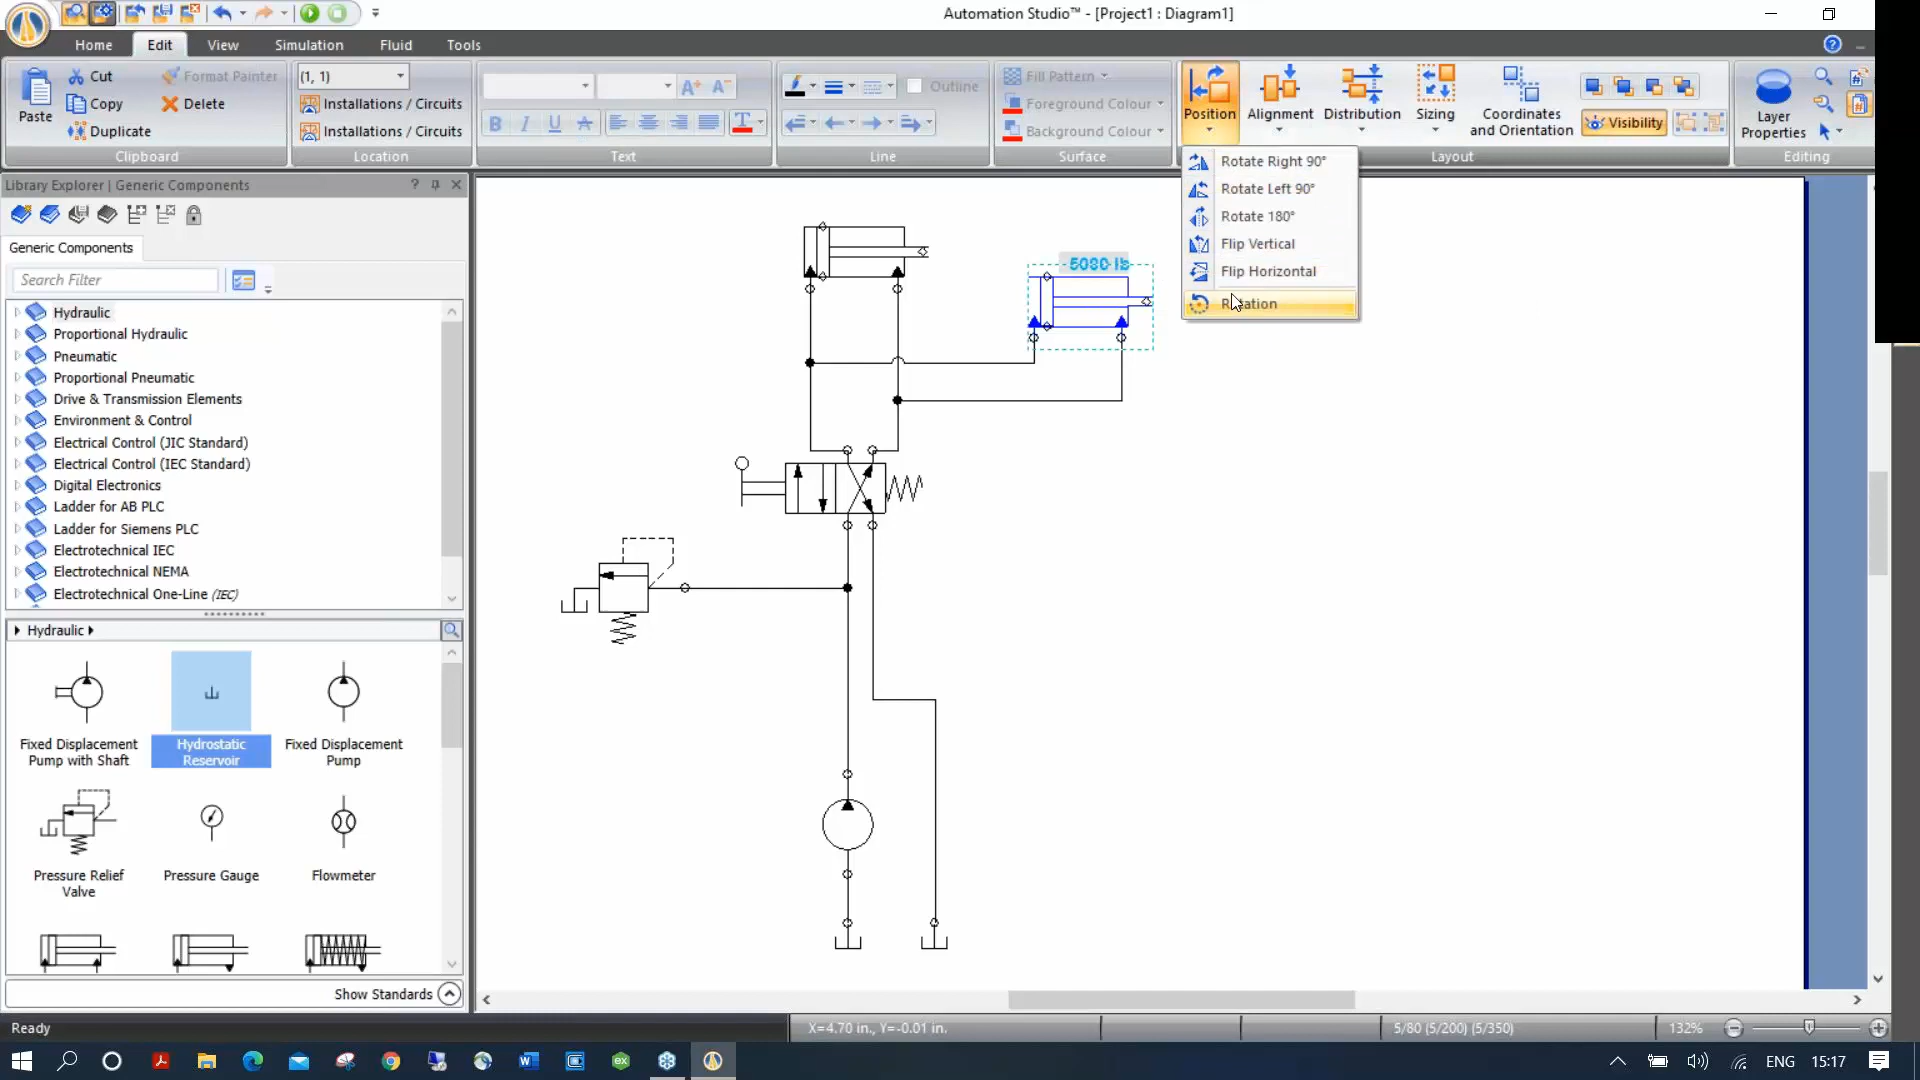 Automation Studio™ - [Project1 : Diagram1]
Home Edit View Simulation Fluid Tools
Paste
Cut
Copy
Duplicate
Format Painter
Delete
Clipboard
(1, 1)
Installations / Circuits
Installations / Circuits
Location
B I U A A+ A- T
Text
Outline
Line
Fill Pattern
Foreground Colour
Background Colour
Surface
Position
Alignment
Distribution
Sizing
Coordinates
and Orientation
Visibility
Layout
Layer
Properties
Editing
Rotate Right 90°
Rotate Left 90°
Rotate 180°
Flip Vertical
Flip Horizontal
Rotation
Library Explorer | Generic Components
Generic Components
Search Filter
Hydraulic
Proportional Hydraulic
Pneumatic
Proportional Pneumatic
Drive & Transmission Elements
Environment & Control
Electrical Control (JIC Standard)
Electrical Control (IEC Standard)
Digital Electronics
Ladder for AB PLC
Ladder for Siemens PLC
Electrotechnical IEC
Electrotechnical NEMA
Electrotechnical One-Line (IEC)
Hydraulic
Fixed Displacement
Pump with Shaft
Hydrostatic
Reservoir
Fixed Displacement
Pump
Pressure Relief
Valve
Pressure Gauge
Flowmeter
Show Standards
Ready
X=4.70 in., Y=-0.01 in.
5/80 (5/200) (5/350)
132%
ENG 15:17